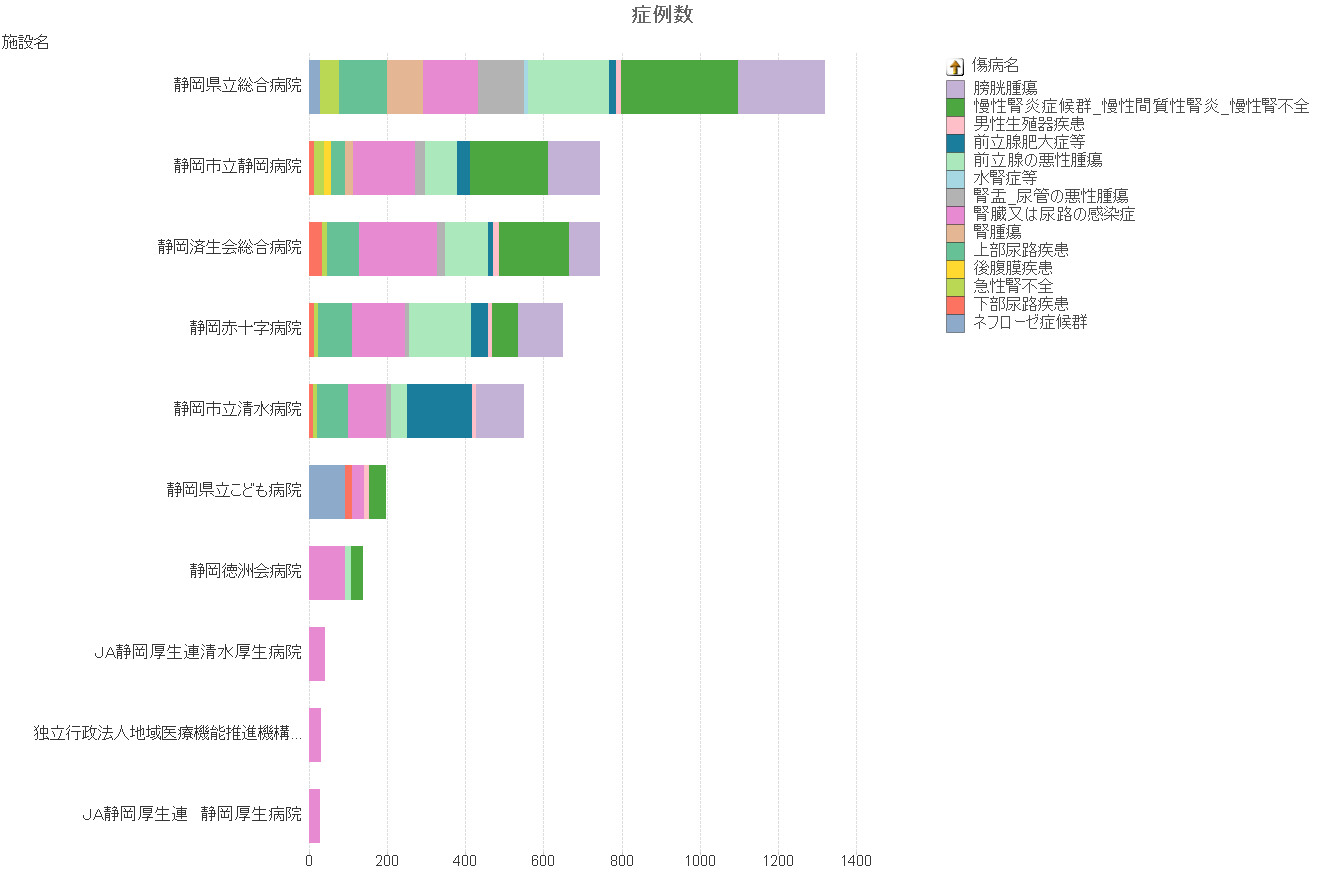 症例数
施設名
静岡県立総合病院
静岡市立静岡病院
静岡済生会総合病院
静岡赤十字病院
静岡市立清水病院
静岡県立こども病院
静岡徳洲会病院
JA静岡厚生連清水厚生病院
独立行政法人地域医療機能推進機構...
JA静岡厚生連　静岡厚生病院
0 200 400 600 800 1000 1200 1400
傷病名
膀胱腫瘍
慢性腎炎症候群_慢性間質性腎炎_慢性腎不全
男性生殖器疾患
前立腺肥大症等
前立腺の悪性腫瘍
水腎症等
腎盂_尿管の悪性腫瘍
腎臓又は尿路の感染症
腎腫瘍
上部尿路疾患
後腹膜疾患
急性腎不全
下部尿路疾患
ネフローゼ症候群